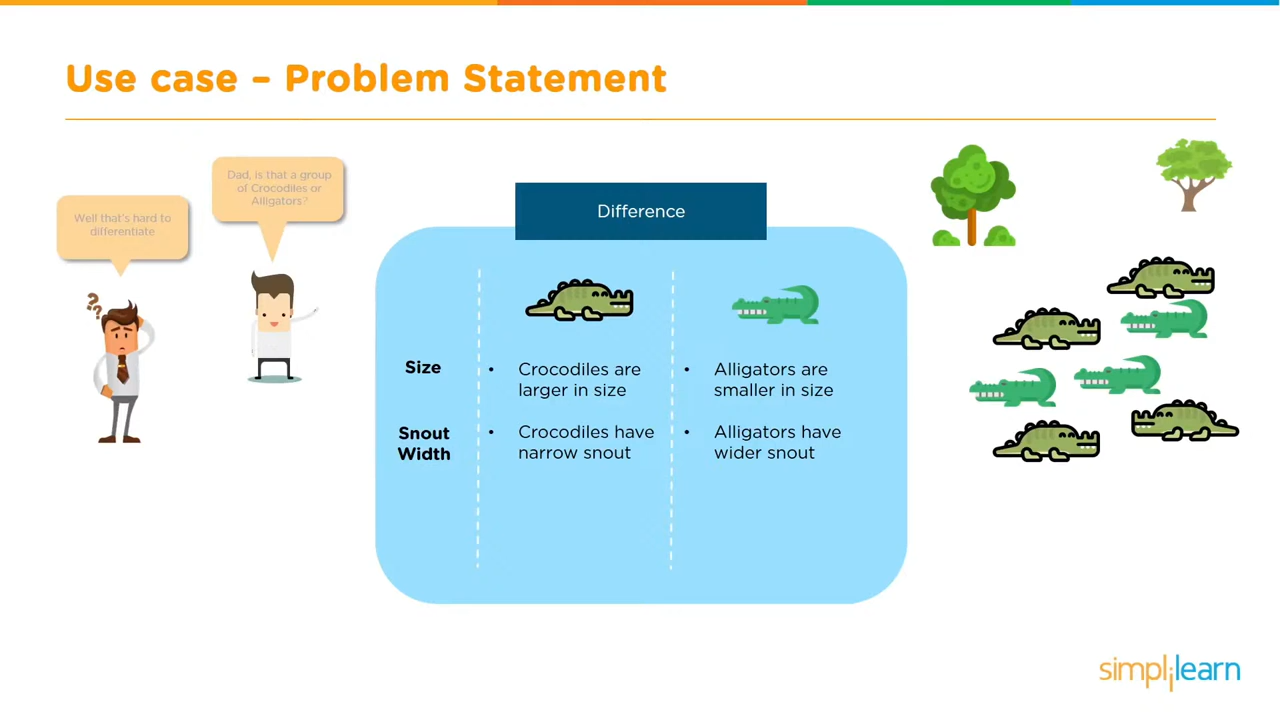 Use case – Problem Statement
Dad, is that a group
of Crocodiles or
Alligators?
Well that's hard to
differentiate
??
Difference
Size
• Crocodiles are
larger in size
• Alligators are
smaller in size
Snout
Width
• Crocodiles have
narrow snout
• Alligators have
wider snout
simplilearn